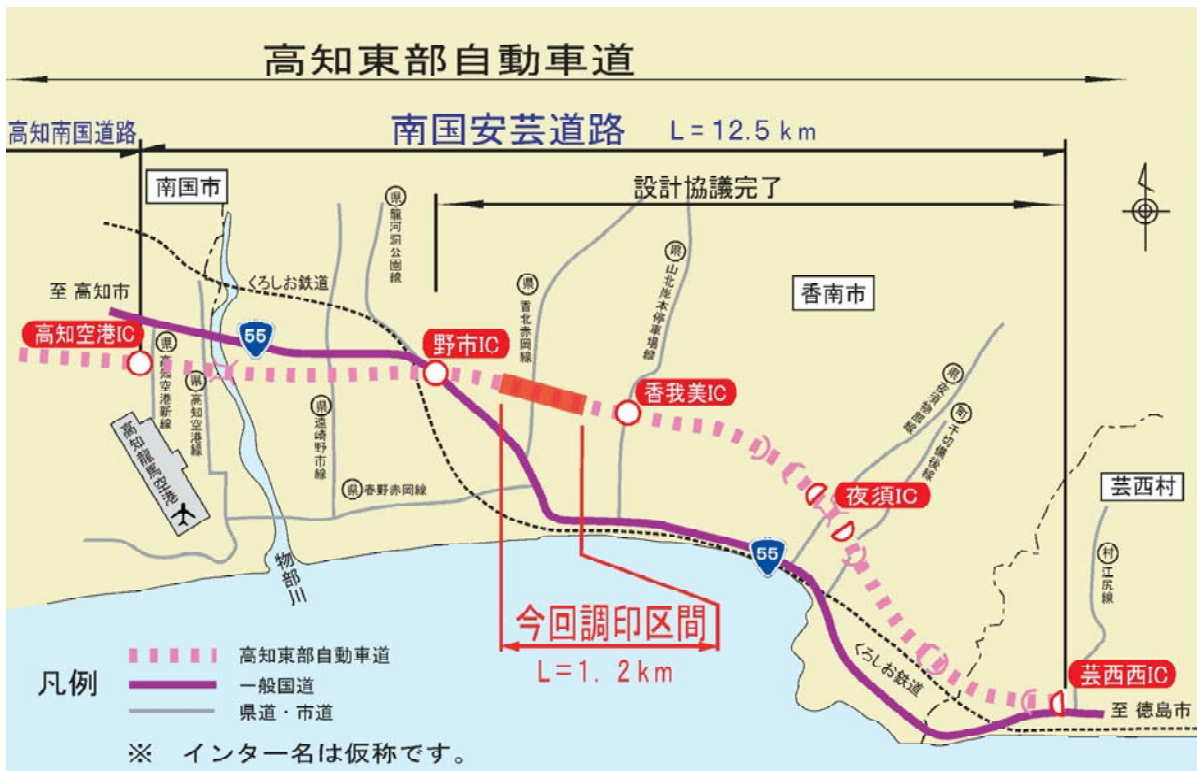 高知東部自動車道
高知南国道路
南国安芸道路 L=12.5km
南国市
設計協議完了
県 龍河洞公園線
くろしお鉄道
至 高知市
香南市
県 山北岸本停車場線
県
55
高知空港IC
野市IC
香我美IC
県 高知空港新線
県 高知空港線
県 遠崎野市線
県
町
高知龍馬空港
県 春野赤岡線
夜須IC
芸西村
55
村 江尻線
物部川
今回調印区間
L=1.2km
くろしお鉄道
芸西西IC
至 徳島市
凡例
高知東部自動車道
一般国道
県道・市道
※ インター名は仮称です。